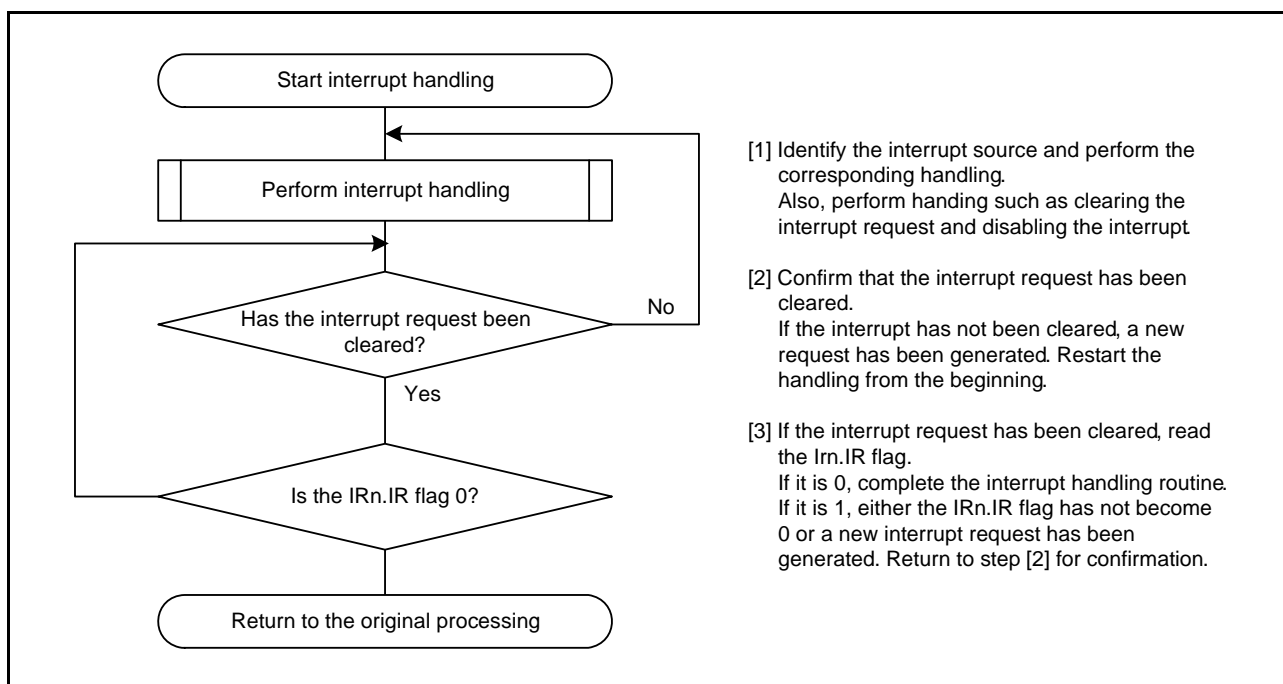 Start interrupt handling
Perform interrupt handling
Has the interrupt request been
cleared?
No
Yes
Is the IRn.IR flag 0?
Return to the original processing
[1] Identify the interrupt source and perform the
corresponding handling.
Also, perform handing such as clearing the
interrupt request and disabling the interrupt.
[2] Confirm that the interrupt request has been
cleared.
If the interrupt has not been cleared, a new
request has been generated. Restart the
handling from the beginning.
[3] If the interrupt request has been cleared, read
the Irn.IR flag.
If it is 0, complete the interrupt handling routine.
If it is 1, either the IRn.IR flag has not become
0 or a new interrupt request has been
generated. Return to step [2] for confirmation.